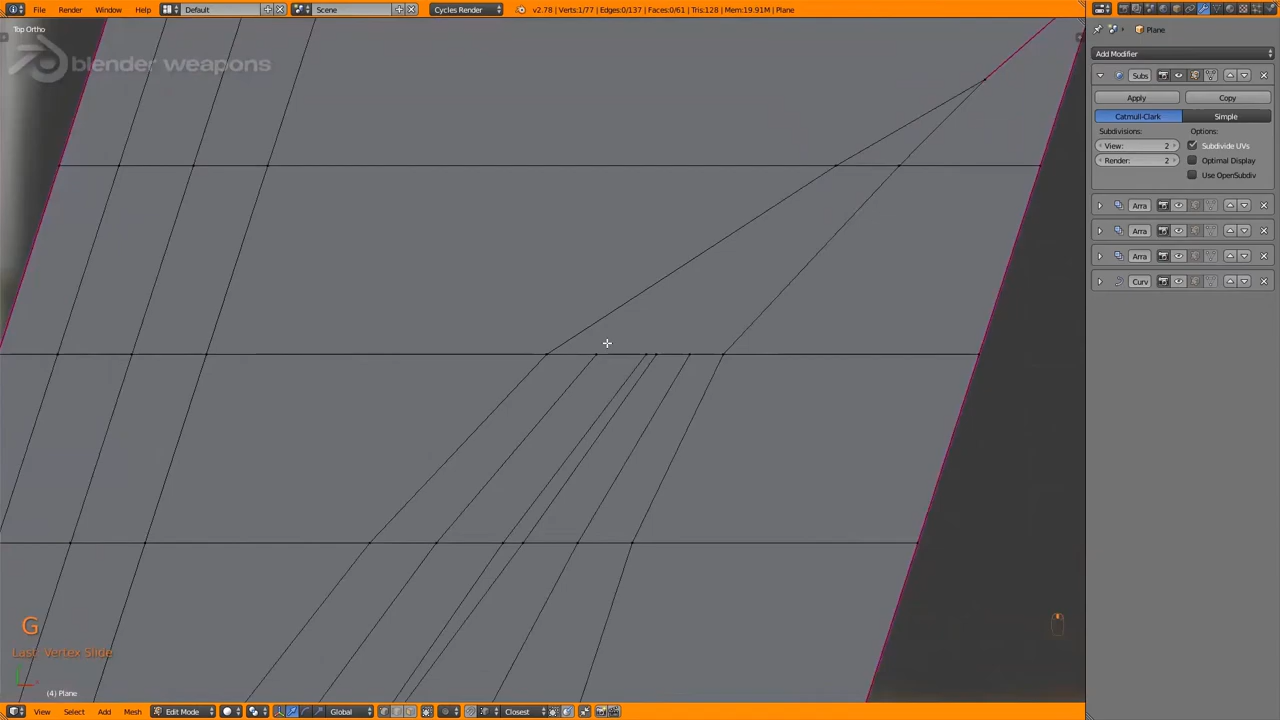 File Render Window Help Default Scene Cycles Render v2.78 | Verts:1/77 | Edges:0/137 | Faces:0/61 | Tris:128 | Mem:19.91M | Plane
Top Ortho
blender weapons
Plane
Add Modifier
Subs
Apply Copy
Catmull-Clark Simple
Subdivisions: Options:
View: 2 Subdivide UVs
Render: 2 Optimal Display
Use OpenSubdiv
Arra
Arra
Arra
Curv
G
Last: Vertex Slide
(4) Plane
View Select Add Mesh Edit Mode Global Closest